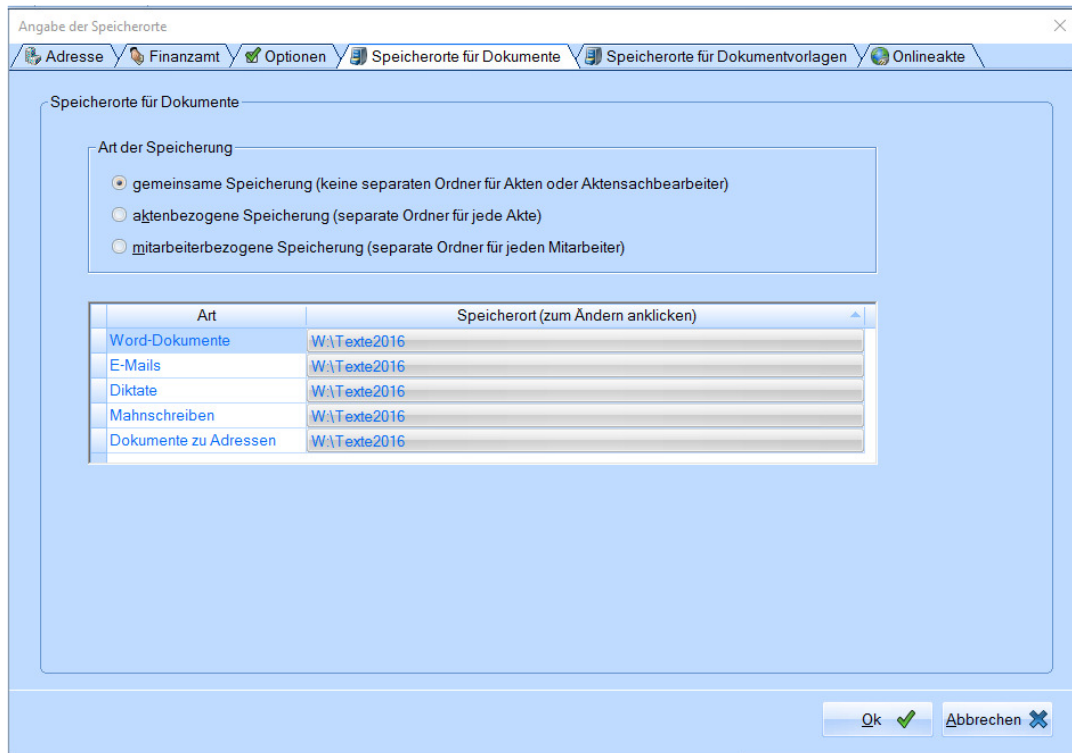 Angabe der Speicherorte
Adresse Finanzamt Optionen Speicherorte für Dokumente Speicherorte für Dokumentvorlagen Onlineakte
Speicherorte für Dokumente
Art der Speicherung
gemeinsame Speicherung (keine separaten Ordner für Akten oder Aktensachbearbeiter)
aktenbezogene Speicherung (separate Ordner für jede Akte)
mitarbeiterbezogene Speicherung (separate Ordner für jeden Mitarbeiter)
Art Speicherort (zum Ändern anklicken)
Word-Dokumente W:\Texte2016
E-Mails W:\Texte2016
Diktate W:\Texte2016
Mahnschreiben W:\Texte2016
Dokumente zu Adressen W:\Texte2016
Ok Abbrechen